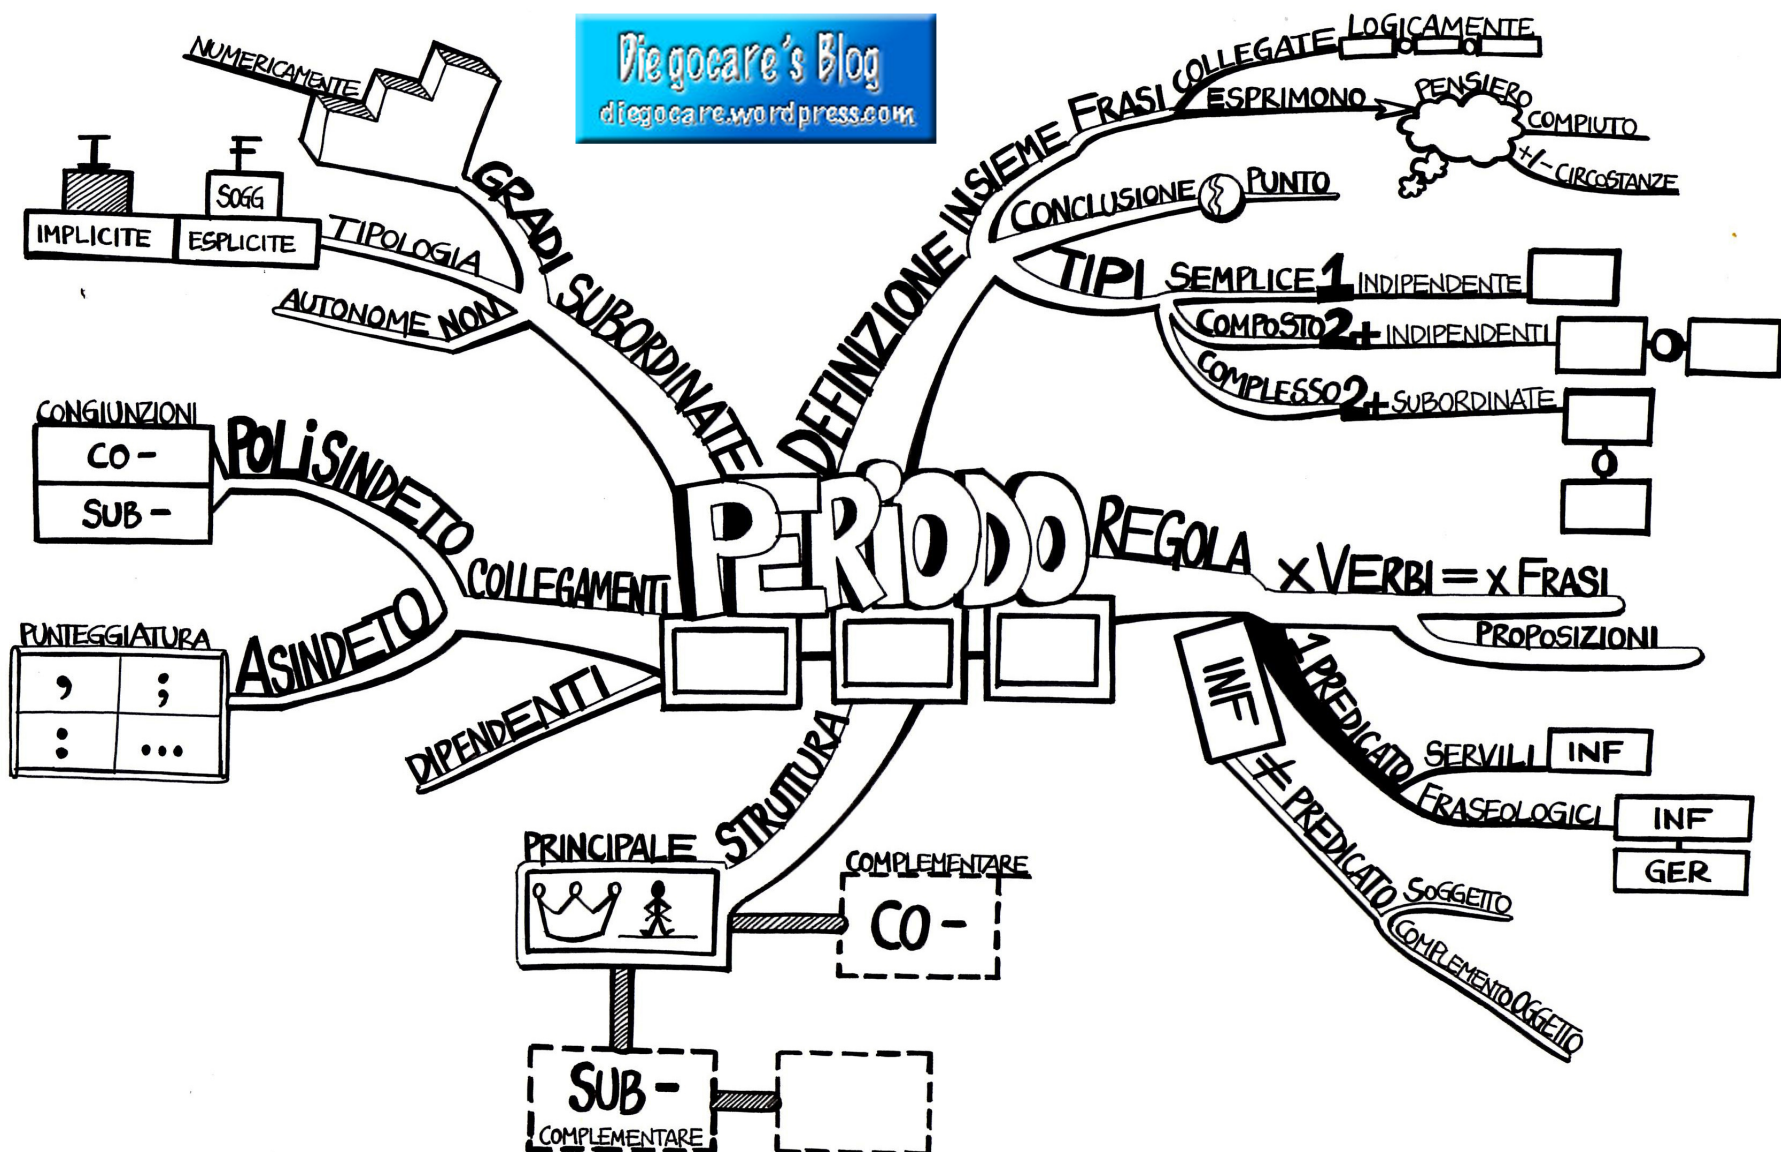 Diegocare's Blog
diegocare.wordpress.com
PERiODO
DEFINIZIONE
INSIEME
FRASI
COLLEGATE
LOGICAMENTE
ESPRIMONO
PENSIERO
COMPIUTO
+/- CIRCOSTANZE
CONCLUSIONE
PUNTO
TIPI
SEMPLICE 1 INDIPENDENTE
COMPOSTO 2+ INDIPENDENTI
COMPLESSO 2+ SUBORDINATE
REGOLA
x VERBI = x FRASI
PROPOSIZIONI
1 PREDICATO
SERVILI
INF
FRASEOLOGICI
INF
GER
INF
≠ PREDICATO
SOGGETTO
COMPLEMENTO OGGETTO
STRUTTURA
PRINCIPALE
COMPLEMENTARE
CO -
SUB -
COMPLEMENTARE
COLLEGAMENTI
POLiSINDETO
CONGIUNZIONI
CO -
SUB -
ASINDETO
PUNTEGGIATURA
, ;
: ...
DIPENDENTI
SUBORDINATE
GRADI
NUMERICAMENTE
TIPOLOGIA
I F
SOGG
IMPLICITE ESPLICITE
AUTONOME NON